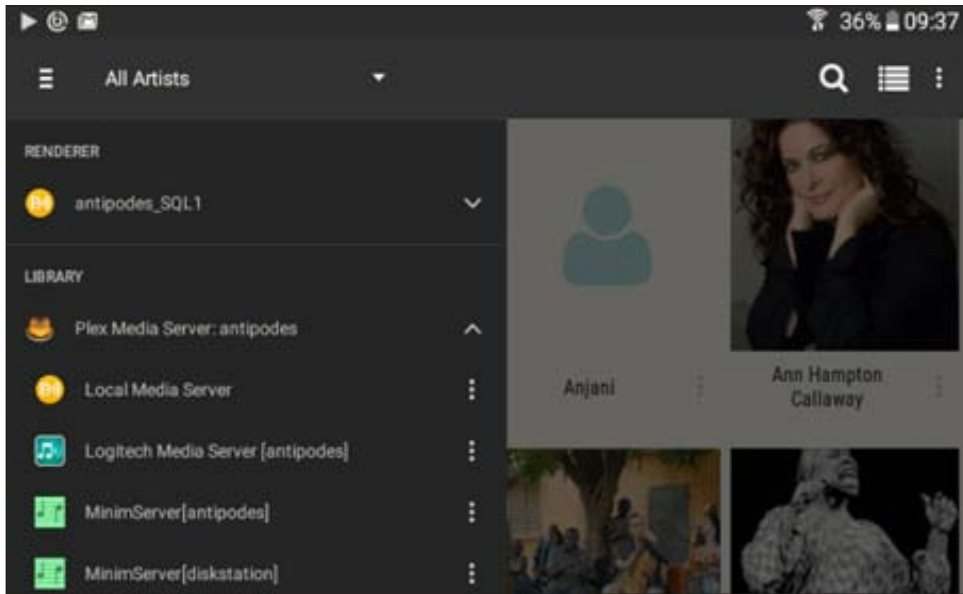 36% 09:37
All Artists
RENDERER
antipodes_SQL1
LIBRARY
Plex Media Server: antipodes
Local Media Server
Logitech Media Server [antipodes]
MinimServer[antipodes]
MinimServer[diskstation]
Anjani
Ann Hampton
Callaway